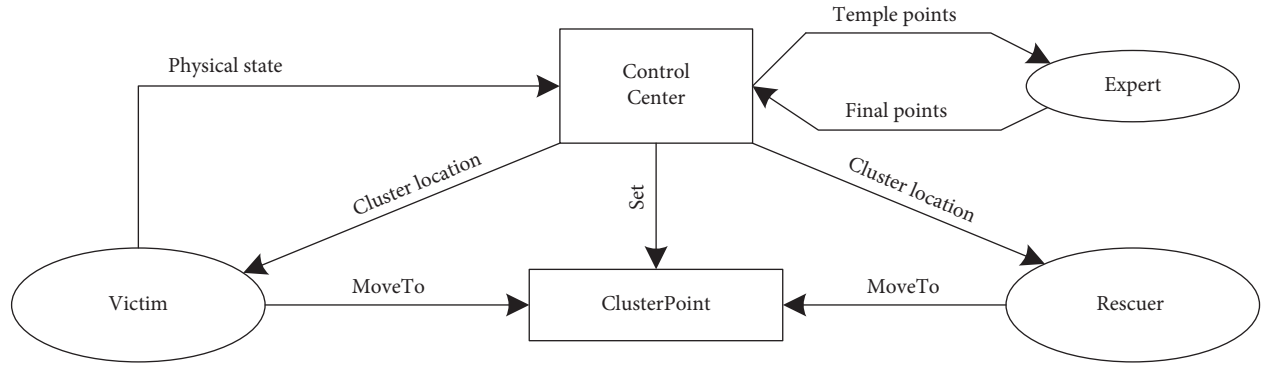 Temple points
Physical state
Control
Center
Expert
Final points
Cluster location
Set
Cluster location
Victim
MoveTo
ClusterPoint
MoveTo
Rescuer